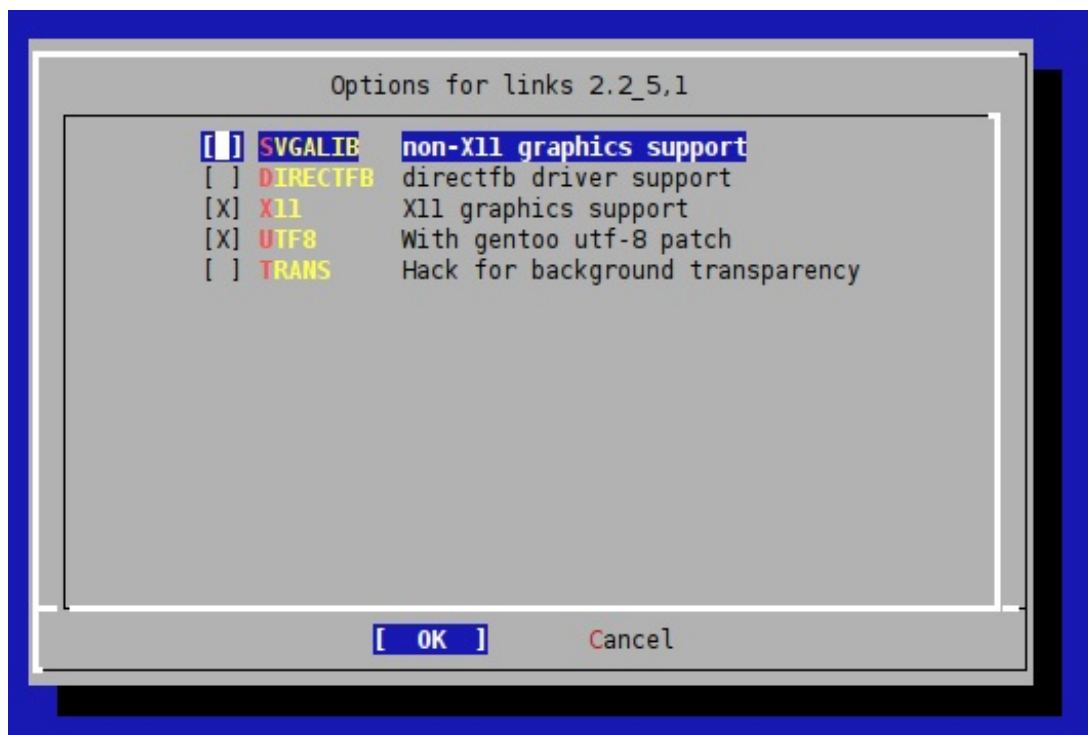 Options for links 2.2_5,1
[ ] SVGALIB non-X11 graphics support
[ ] DIRECTFB directfb driver support
[X] X11 X11 graphics support
[X] UTF8 With gentoo utf-8 patch
[ ] TRANS Hack for background transparency
[ OK ] Cancel